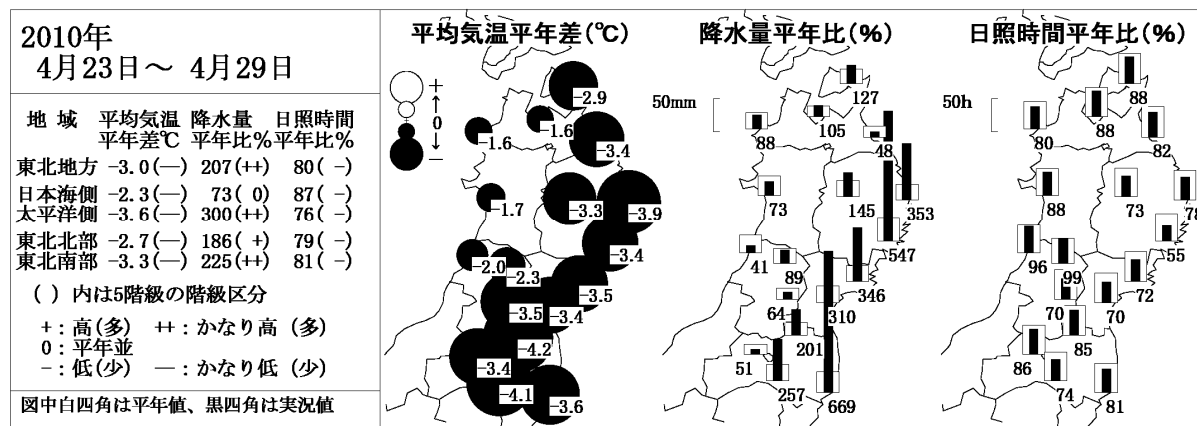 2010年
4月23日～ 4月29日
地 域 平均気温 降水量 日照時間
平年差℃ 平年比% 平年比%
東北地方 −3.0(―) 207(++) 80( -)
日本海側 −2.3(―) 73( 0) 87( -)
太平洋側 −3.6(―) 300(++) 76( -)
東北北部 −2.7(―) 186( +) 79( -)
東北南部 −3.3(―) 225(++) 81( -)
( ) 内は5階級の階級区分
+：高(多) ++：かなり高 (多)
0：平年並
−：低(少) ―：かなり低 (少)
図中白四角は平年値、黒四角は実況値
平均気温平年差(℃)
+
↑
0
↓
−
−2.9
−1.6
−1.6
−3.4
−1.7
−3.3
−3.9
−3.4
−2.0
−2.3
−3.5
−3.5
−3.4
−4.2
−3.4
−4.1
−3.6
降水量平年比(%)
50mm
127
105
88
48
73
145
353
547
41
89
346
64
310
201
51
257
669
日照時間平年比(%)
50h
88
88
80
82
88
73
78
55
96
99
72
70
70
85
86
74
81